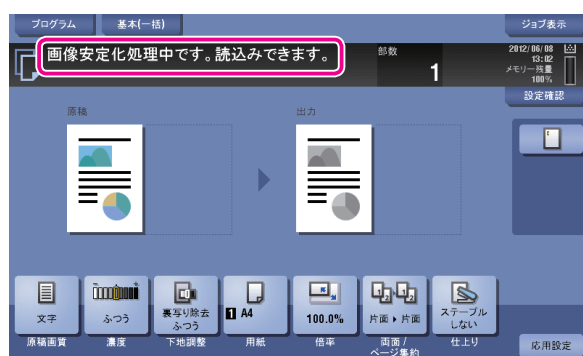 プログラム
基本(一括)
ジョブ表示
画像安定化処理中です。読込みできます。
部数
1
2012/06/08
13:02
メモリー残量
100%
設定確認
原稿
出力
文字
ふつう
裏写り除去
ふつう
1 A4
100.0%
片面 ▶ 片面
ステープル
しない
原稿画質
濃度
下地調整
用紙
倍率
両面 /
ページ集約
仕上り
応用設定